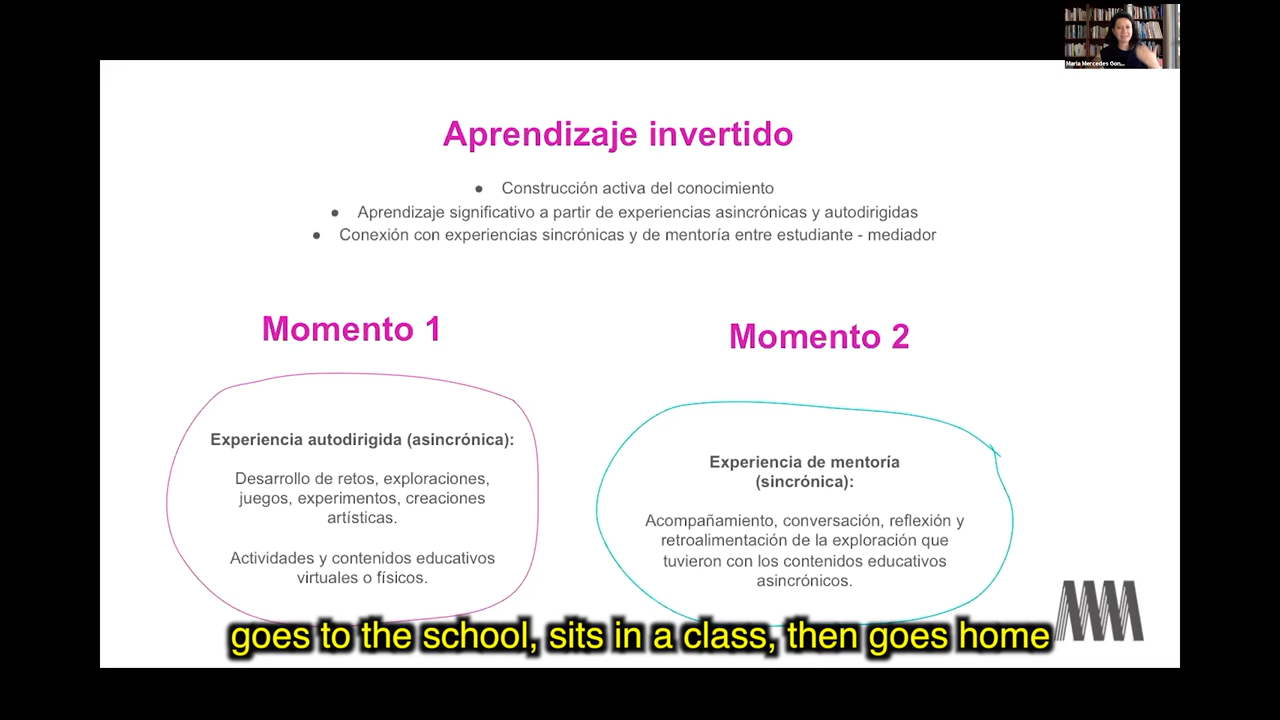 Maria Mercedes Gon...
Aprendizaje invertido
● Construcción activa del conocimiento
● Aprendizaje significativo a partir de experiencias asincrónicas y autodirigidas
● Conexión con experiencias sincrónicas y de mentoría entre estudiante - mediador
Momento 1
Experiencia autodirigida (asincrónica):
Desarrollo de retos, exploraciones,
juegos, experimentos, creaciones
artísticas.
Actividades y contenidos educativos
virtuales o físicos.
Momento 2
Experiencia de mentoría
(sincrónica):
Acompañamiento, conversación, reflexión y
retroalimentación de la exploración que
tuvieron con los contenidos educativos
asincrónicos.
goes to the school, sits in a class, then goes home